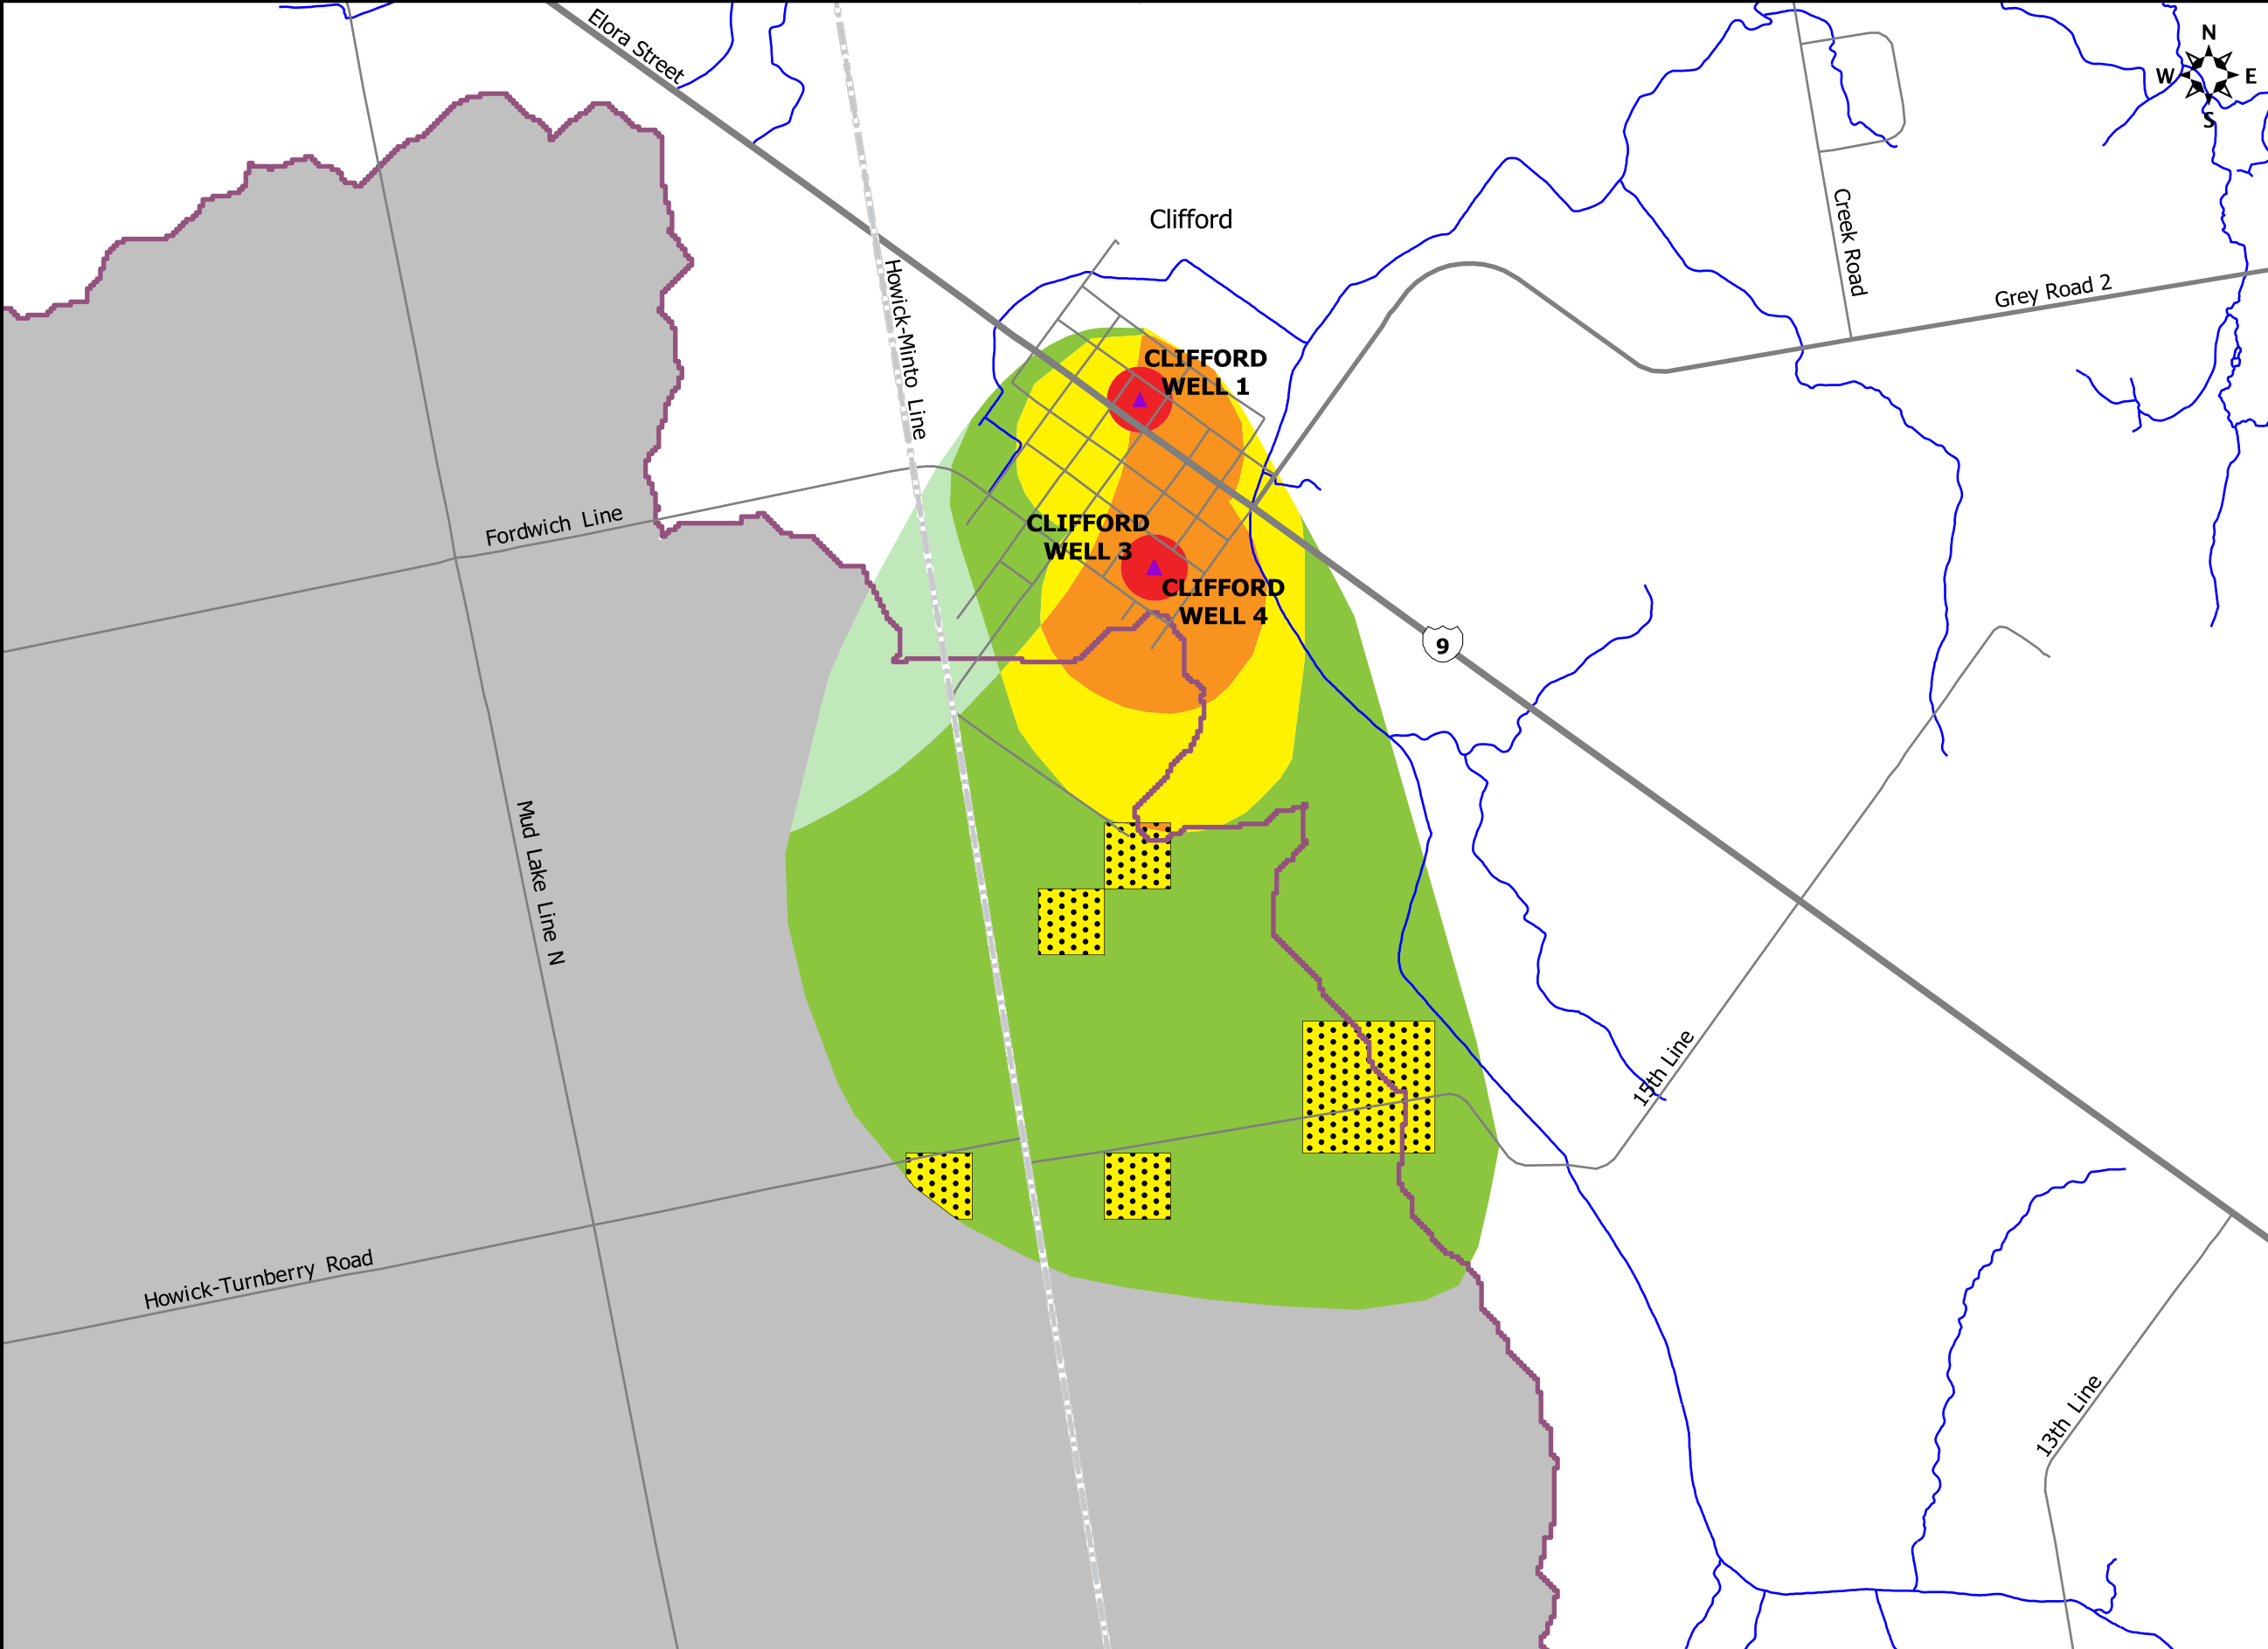 Elora Street
N
W E
S
Clifford
Creek Road
Grey Road 2
Howick-Minto Line
CLIFFORD
WELL 1
Fordwich Line
CLIFFORD
WELL 3
CLIFFORD
WELL 4
9
Mud Lake Line N
15th Line
Howick-Turnberry Road
13th Line